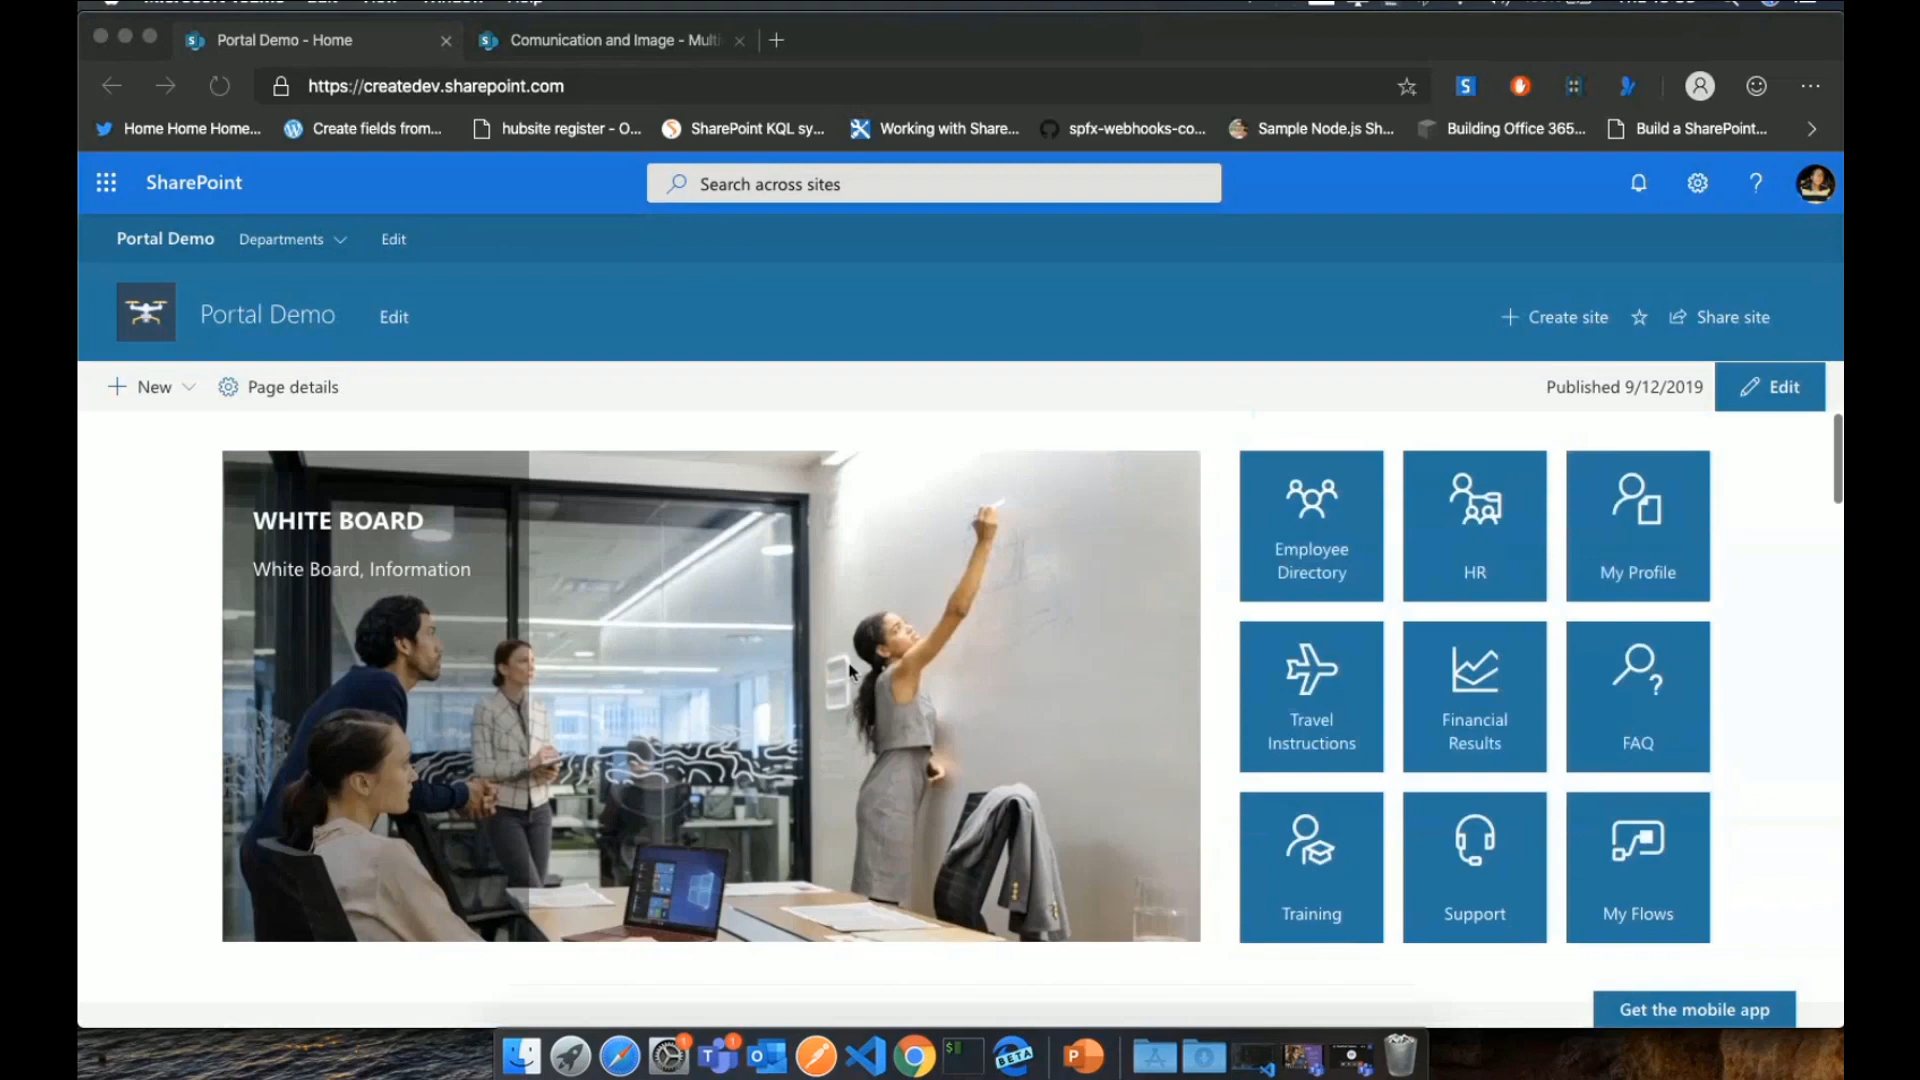 Portal Demo - Home
Comunication and Image - Multi
https://createdev.sharepoint.com
S
Home Home Home...
Create fields from...
hubsite register - O...
SharePoint KQL sy...
Working with Share...
spfx-webhooks-co...
Sample Node.js Sh...
Building Office 365...
Build a SharePoint...
SharePoint
Search across sites
Portal Demo
Departments
Edit
Portal Demo
Edit
Create site
Share site
New
Page details
Published 9/12/2019
Edit
WHITE BOARD
White Board, Information
Employee
Directory
HR
My Profile
Travel
Instructions
Financial
Results
FAQ
Training
Support
My Flows
Get the mobile app
BETA